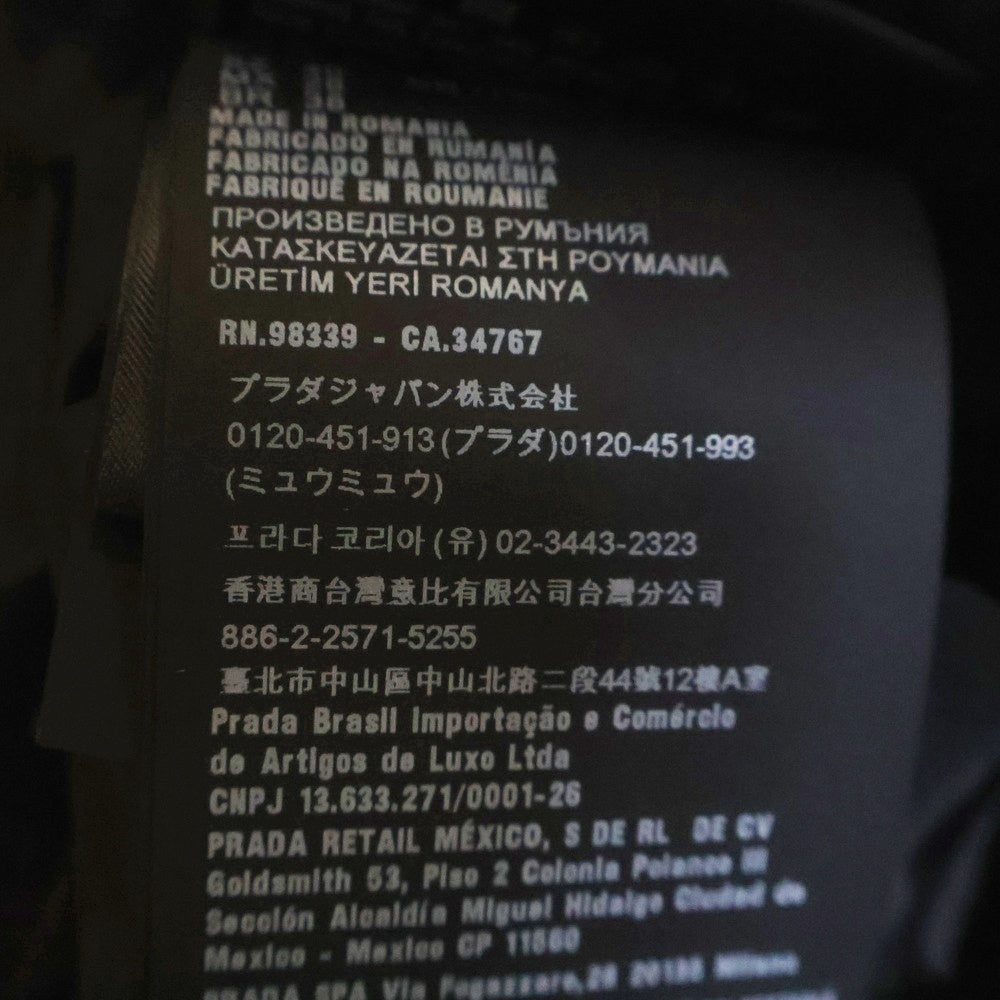 MADE IN ROMANIA
FABRICADO EN RUMANÍA
FABRICADO NA ROMÉNIA
FABRIQUÉ EN ROUMANIE
ПРОИЗВЕДЕНО В РУМЪНИЯ
ΚΑΤΑΣΚΕΥΑΖΕΤΑΙ ΣΤΗ ΡΟΥΜΑΝΙΑ
ÜRETİM YERİ ROMANYA
RN.98339 - CA.34767
プラダジャパン株式会社
0120-451-913(プラダ)0120-451-993
(ミュウミュウ)
프라다 코리아 (유) 02-3443-2323
香港商台灣意比有限公司台灣分公司
886-2-2571-5255
臺北市中山區中山北路二段44號12樓A室
Prada Brasil Importação e Comércio
de Artigos de Luxo Ltda
CNPJ 13.633.271/0001-26
PRADA RETAIL MÉXICO, S DE RL DE CV
Goldsmith 53, Piso 2 Colonia Polanco III
Sección Alcaldía Miguel Hidalgo Ciudad de
Mexico - Mexico CP 11560
PRADA SPA Via Fogazzaro,28 20135 Milano